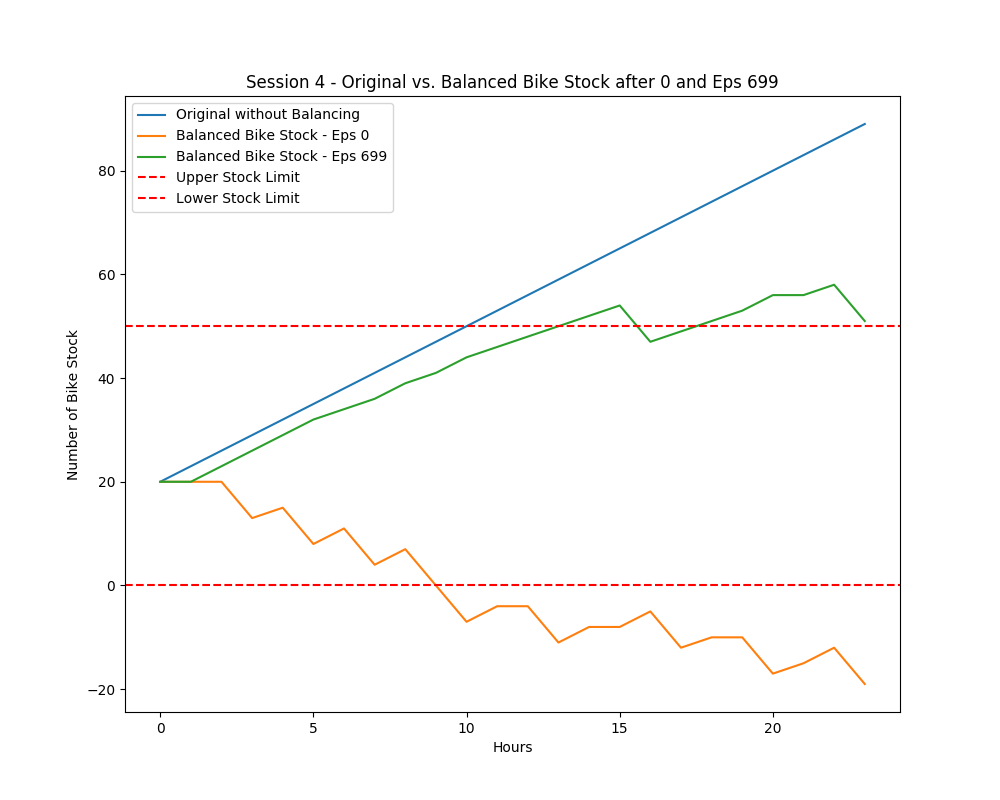 Session 4 - Original vs. Balanced Bike Stock after 0 and Eps 699
Original without Balancing
Balanced Bike Stock - Eps 0
Balanced Bike Stock - Eps 699
Upper Stock Limit
Lower Stock Limit
Number of Bike Stock
80
60
40
20
0
−20
0 5 10 15 20
Hours